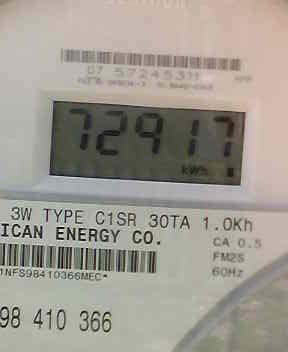 07 57245311
72917
kWh
3W TYPE C1SR 30TA 1.0Kh
ICAN ENERGY CO.
CA 0.5
FM2S
60Hz
1NFS98410366MEC*
98 410 366